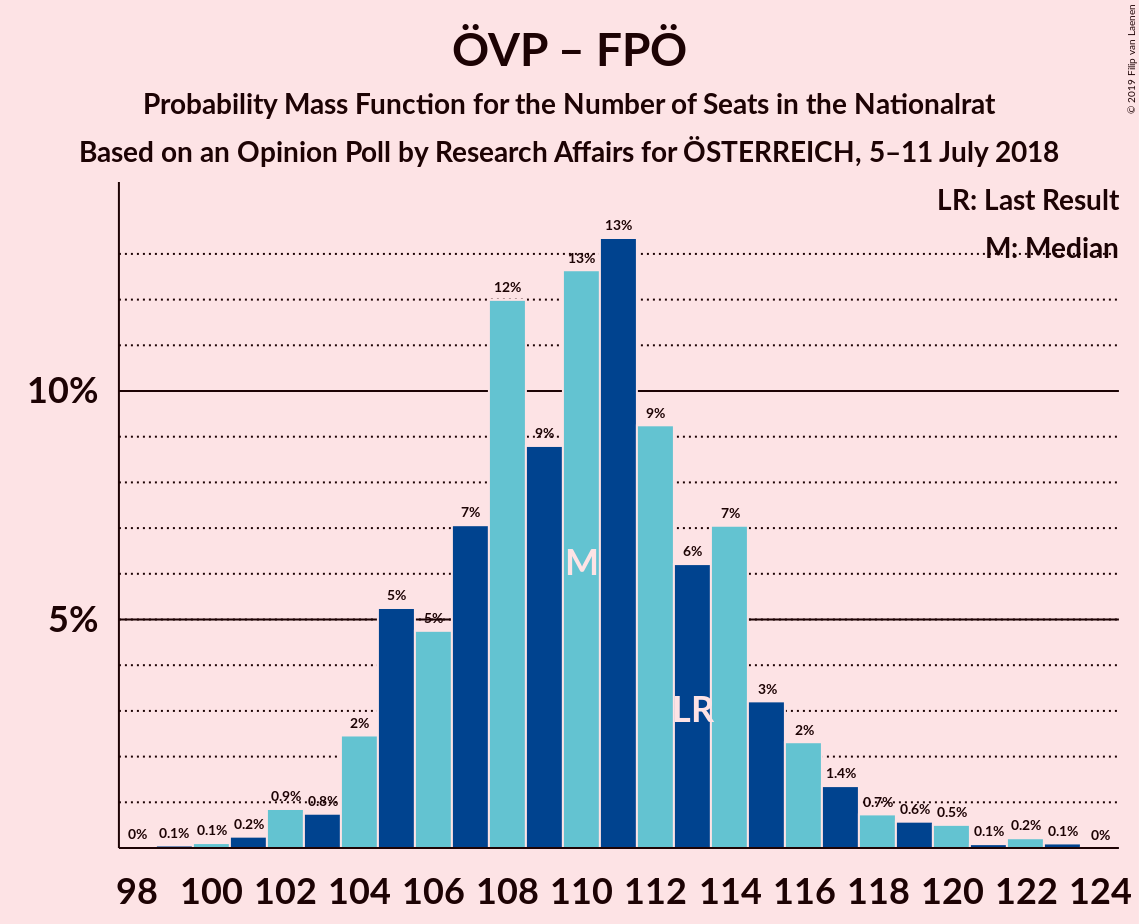 © 2019 Filip van Laenen
ÖVP – FPÖ
Probability Mass Function for the Number of Seats in the Nationalrat
Based on an Opinion Poll by Research Affairs for ÖSTERREICH, 5–11 July 2018
LR: Last Result
M: Median
10%
5%
0% 0.1% 0.1% 0.2% 0.9% 0.8% 2% 5% 5% 7% 12% 9% 13% 13% 9% 6% 7% 3% 2% 1.4% 0.7% 0.6% 0.5% 0.1% 0.2% 0.1% 0%
M
LR
98 100 102 104 106 108 110 112 114 116 118 120 122 124